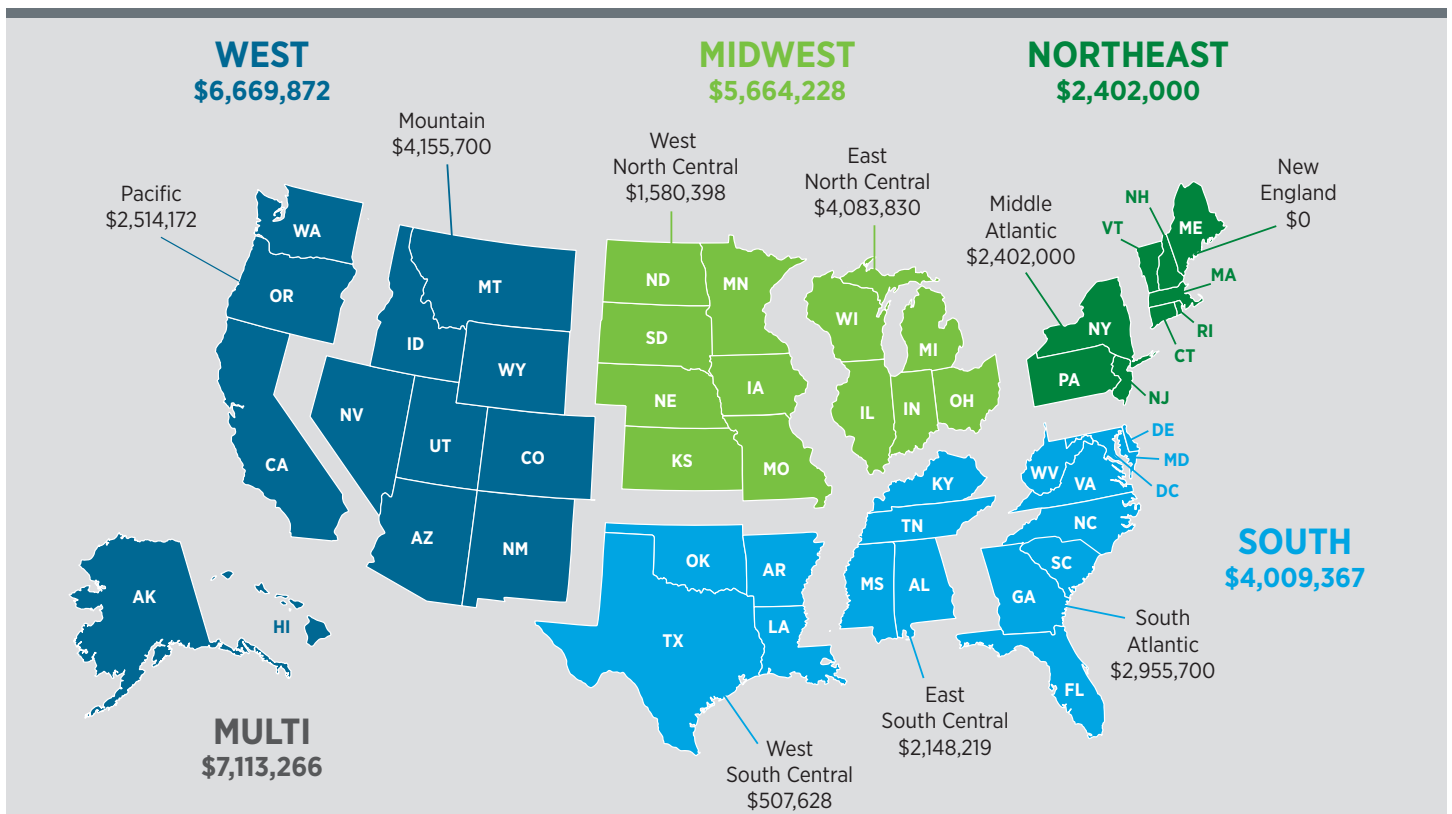 WEST
$6,669,872
MIDWEST
$5,664,228
NORTHEAST
$2,402,000
Mountain
$4,155,700
Pacific
$2,514,172
West
North Central
$1,580,398
East
North Central
$4,083,830
Middle
Atlantic
$2,402,000
New
England
$0
WA
OR
CA
MT
ID
WY
NV
UT
CO
AZ
NM
AK
HI
ND
MN
SD
IA
NE
KS
MO
WI
MI
IL
IN
OH
NH
ME
VT
MA
RI
CT
NY
PA
NJ
DE
MD
DC
WV
VA
KY
TN
NC
SC
MS
AL
GA
FL
OK
AR
TX
LA
SOUTH
$4,009,367
South
Atlantic
$2,955,700
East
South Central
$2,148,219
West
South Central
$507,628
MULTI
$7,113,266